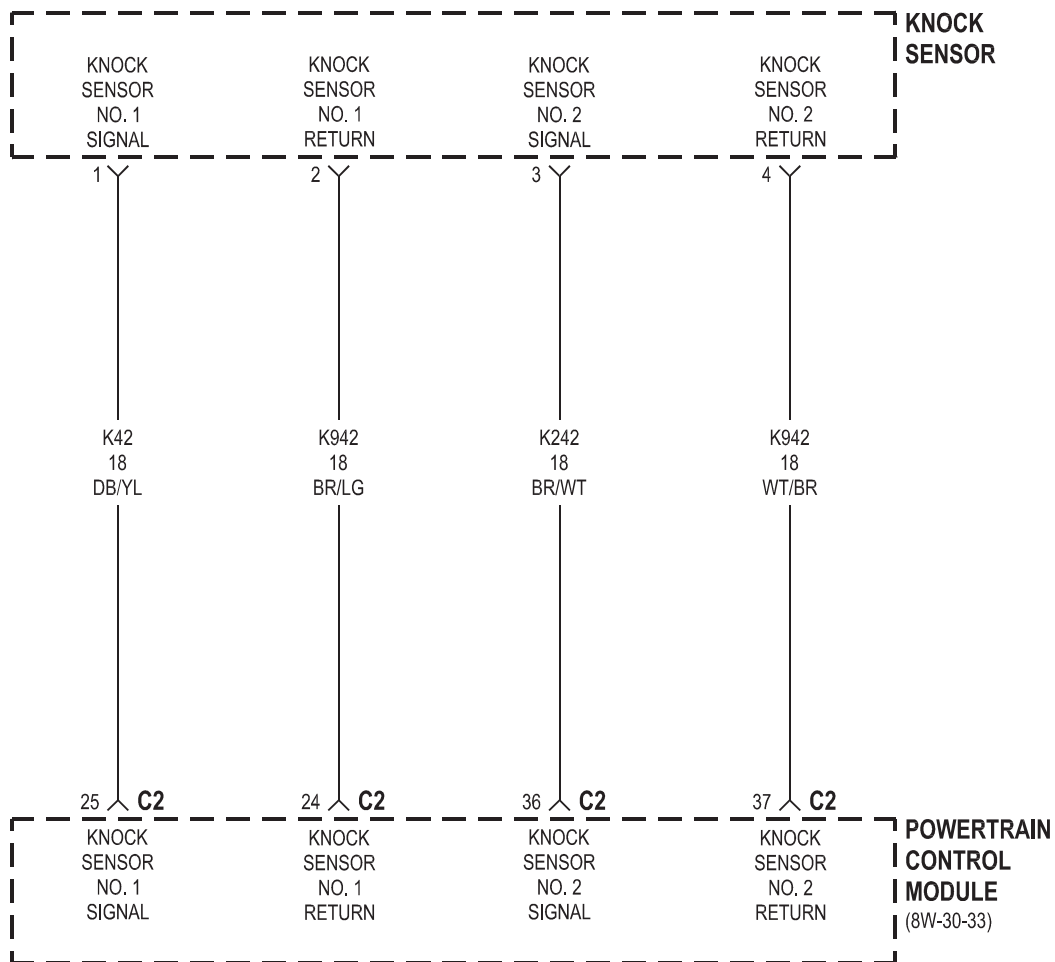 KNOCK
SENSOR
KNOCK
SENSOR
NO. 1
SIGNAL
KNOCK
SENSOR
NO. 1
RETURN
KNOCK
SENSOR
NO. 2
SIGNAL
KNOCK
SENSOR
NO. 2
RETURN
1
2
3
4
K42
18
DB/YL
K942
18
BR/LG
K242
18
BR/WT
K942
18
WT/BR
25 C2
24 C2
36 C2
37 C2
KNOCK
SENSOR
NO. 1
SIGNAL
KNOCK
SENSOR
NO. 1
RETURN
KNOCK
SENSOR
NO. 2
SIGNAL
KNOCK
SENSOR
NO. 2
RETURN
POWERTRAIN
CONTROL
MODULE
(8W-30-33)